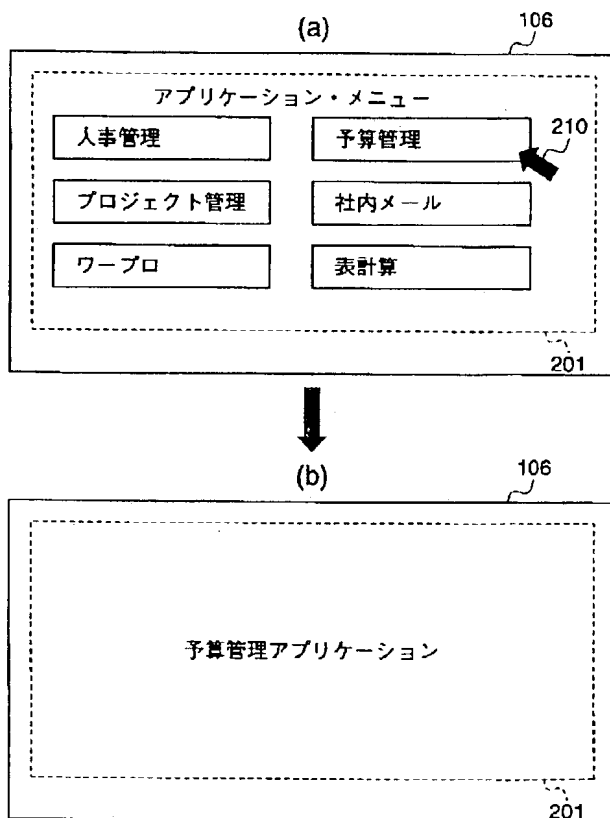 (a)
106
アプリケーション・メニュー
人事管理
予算管理
210
プロジェクト管理
社内メール
ワープロ
表計算
201
(b)
106
予算管理アプリケーション
201